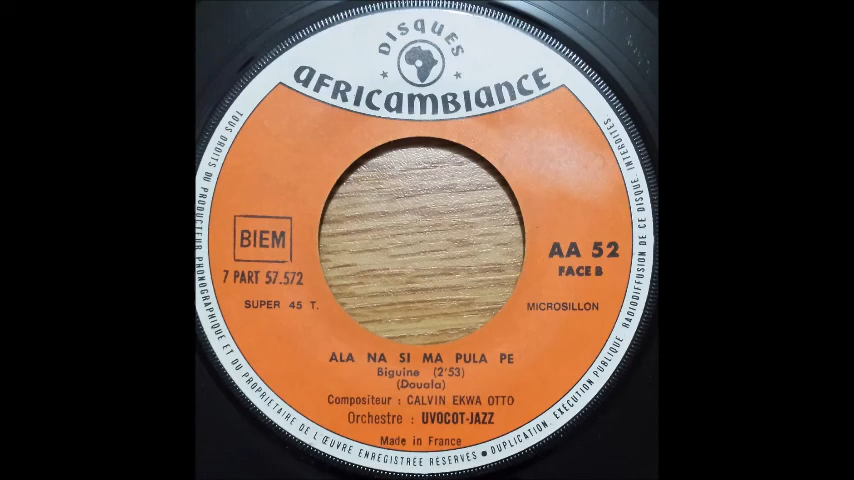 DISQUES
AFRICAMBIANCE
BIEM
7 PART 57.572
SUPER 45 T.
AA 52
FACE B
MICROSILLON
ALA NA SI MA PULA PE
Biguine (2'53)
(Douala)
Compositeur : CALVIN EKWA OTTO
Orchestre : UVOCOT-JAZZ
Made in France
TOUS DROITS DU PRODUCTEUR PHONOGRAPHIQUE ET DU PROPRIETAIRE DE L'ŒUVRE ENREGISTREE RÉSERVÉS • DUPLICATION, EXÉCUTION PUBLIQUE RADIODIFFUSION DE CE DISQUE INTERDITES